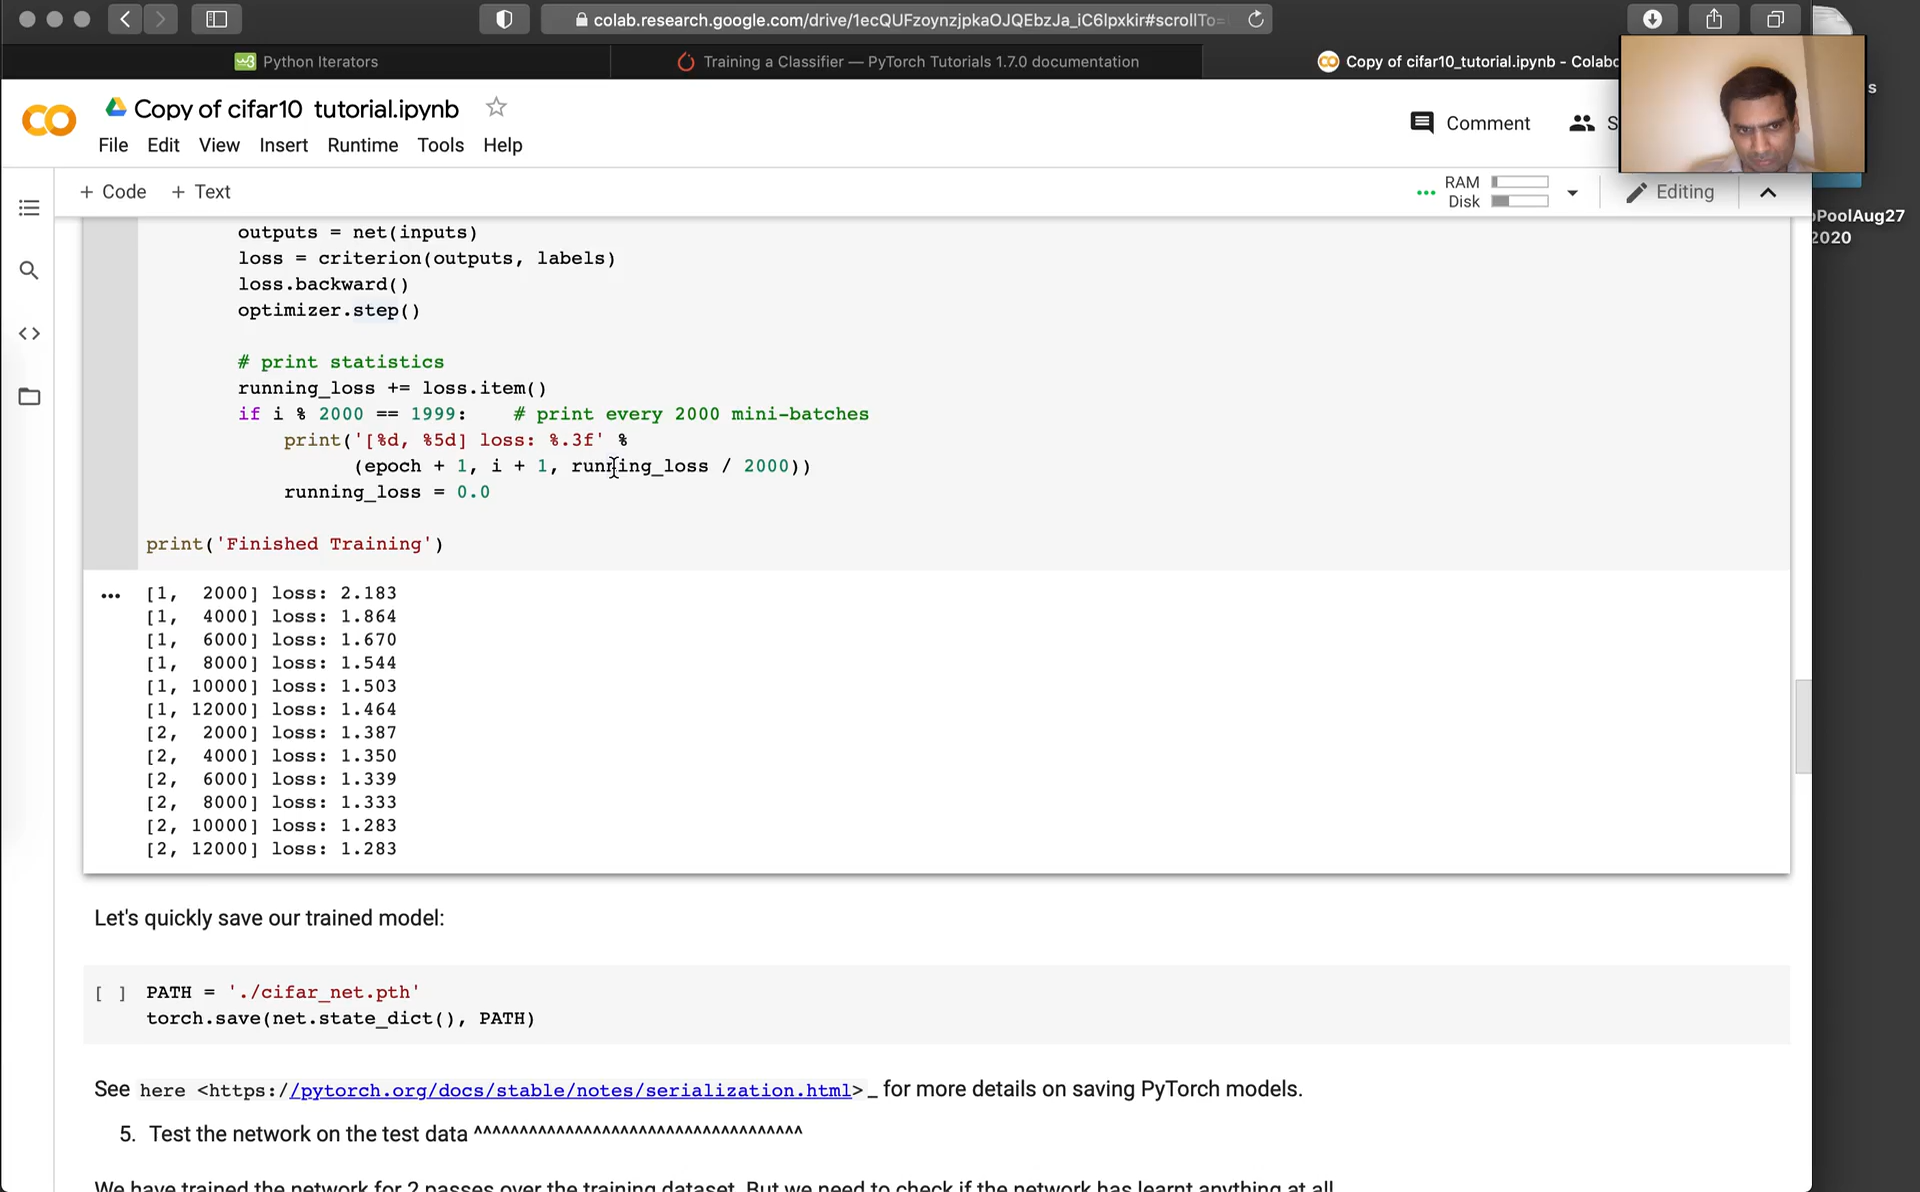 colab.research.google.com/drive/1ecQUFzoynzjpkaOJQEbzJa_iC6lpxkir#scrollTo=
Python Iterators
Training a Classifier — PyTorch Tutorials 1.7.0 documentation
Copy of cifar10_tutorial.ipynb - Colabo
s
Copy of cifar10 tutorial.ipynb
Comment
S
File Edit View Insert Runtime Tools Help
+ Code + Text
RAM
Disk
Editing
PoolAug27
2020
outputs = net(inputs)
loss = criterion(outputs, labels)
loss.backward()
optimizer.step()
# print statistics
running_loss += loss.item()
if i % 2000 == 1999:    # print every 2000 mini-batches
print('[%d, %5d] loss: %.3f' %
(epoch + 1, i + 1, running_loss / 2000))
running_loss = 0.0
print('Finished Training')
[1,  2000] loss: 2.183
[1,  4000] loss: 1.864
[1,  6000] loss: 1.670
[1,  8000] loss: 1.544
[1, 10000] loss: 1.503
[1, 12000] loss: 1.464
[2,  2000] loss: 1.387
[2,  4000] loss: 1.350
[2,  6000] loss: 1.339
[2,  8000] loss: 1.333
[2, 10000] loss: 1.283
[2, 12000] loss: 1.283
Let's quickly save our trained model:
[ ] PATH = './cifar_net.pth'
torch.save(net.state_dict(), PATH)
See here <https://pytorch.org/docs/stable/notes/serialization.html>_ for more details on saving PyTorch models.
5. Test the network on the test data ^^^^^^^^^^^^^^^^^^^^^^^^^^^^^^^^^^^^
We have trained the network for 2 passes over the training dataset. But we need to check if the network has learnt anything at all.